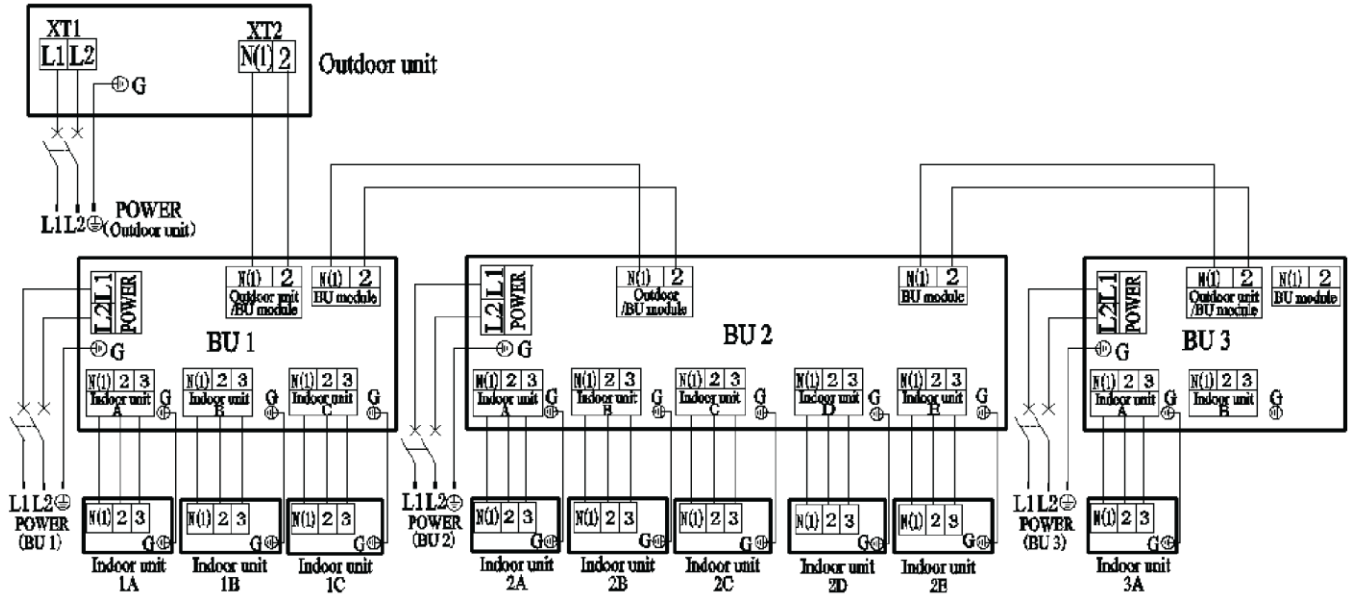 XT1
L1 L2
G
XT2
N(1) 2
Outdoor unit
L1 L2
POWER
(Outdoor unit)
L2 L1
POWER
G
N(1) 2
Outdoor unit
/BU module
N(1) 2
BU module
BU 1
N(1) 2 3
Indoor unit
A
G
N(1) 2 3
Indoor unit
B
G
N(1) 2 3
Indoor unit
C
G
L1 L2
POWER
(BU 1)
N(1) 2 3
G
Indoor unit
1A
N(1) 2 3
G
Indoor unit
1B
N(1) 2 3
G
Indoor unit
1C
L2 L1
POWER
G
N(1) 2
Outdoor
/BU module
N(1) 2
BU module
BU 2
N(1) 2 3
Indoor unit
A
G
N(1) 2 3
Indoor unit
B
G
N(1) 2 3
Indoor unit
C
G
N(1) 2 3
Indoor unit
D
G
N(1) 2 3
Indoor unit
E
G
L1 L2
POWER
(BU 2)
N(1) 2 3
G
Indoor unit
2A
N(1) 2 3
G
Indoor unit
2B
N(1) 2 3
G
Indoor unit
2C
N(1) 2 3
G
Indoor unit
2D
N(1) 2 3
G
Indoor unit
2E
L2 L1
POWER
G
N(1) 2
Outdoor unit
/BU module
N(1) 2
BU module
BU 3
N(1) 2 3
Indoor unit
A
G
N(1) 2 3
Indoor unit
B
G
L1 L2
POWER
(BU 3)
N(1) 2 3
G
Indoor unit
3A